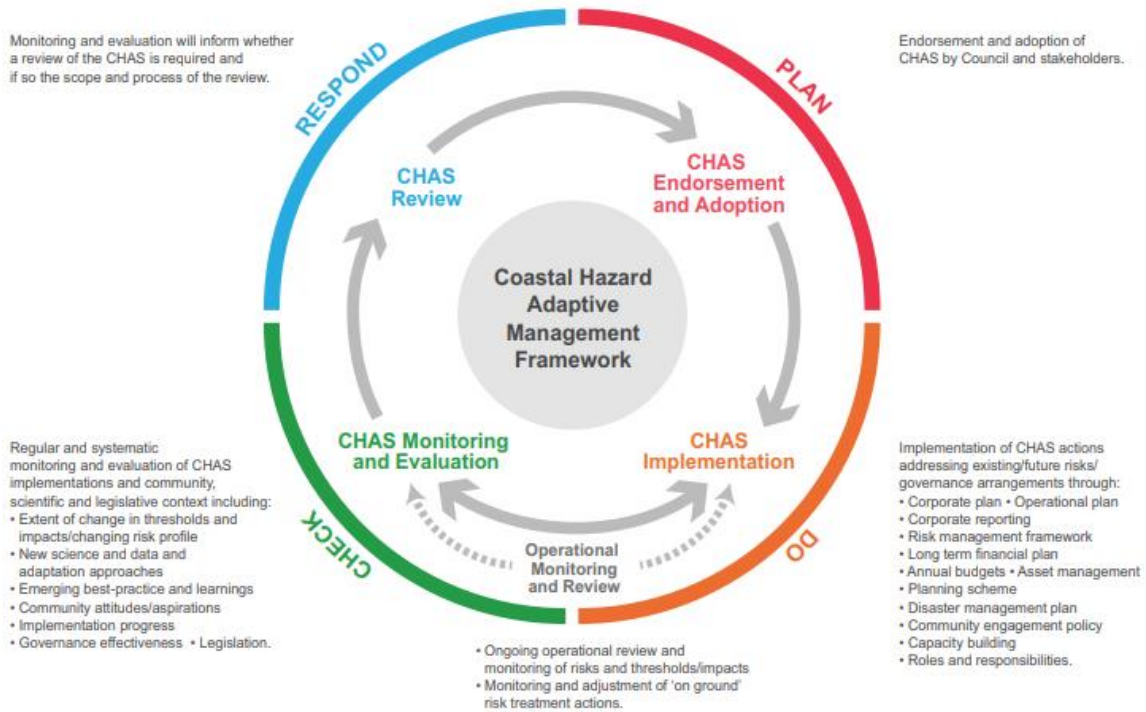 Monitoring and evaluation will inform whether
a review of the CHAS is required and
if so the scope and process of the review.
Endorsement and adoption of
CHAS by Council and stakeholders.
RESPOND
PLAN
CHAS
Review
CHAS
Endorsement
and Adoption
Coastal Hazard
Adaptive
Management
Framework
CHAS Monitoring
and Evaluation
CHAS
Implementation
Operational
Monitoring
and Review
CHECK
DO
Regular and systematic
monitoring and evaluation of CHAS
implementations and community,
scientific and legislative context including:
• Extent of change in thresholds and
impacts/changing risk profile
• New science and data and
adaptation approaches
• Emerging best-practice and learnings
• Community attitudes/aspirations
• Implementation progress
• Governance effectiveness • Legislation.
Implementation of CHAS actions
addressing existing/future risks/
governance arrangements through:
• Corporate plan • Operational plan
• Corporate reporting
• Risk management framework
• Long term financial plan
• Annual budgets • Asset management
• Planning scheme
• Disaster management plan
• Community engagement policy
• Capacity building
• Roles and responsibilities.
• Ongoing operational review and
monitoring of risks and thresholds/impacts
• Monitoring and adjustment of ‘on ground’
risk treatment actions.